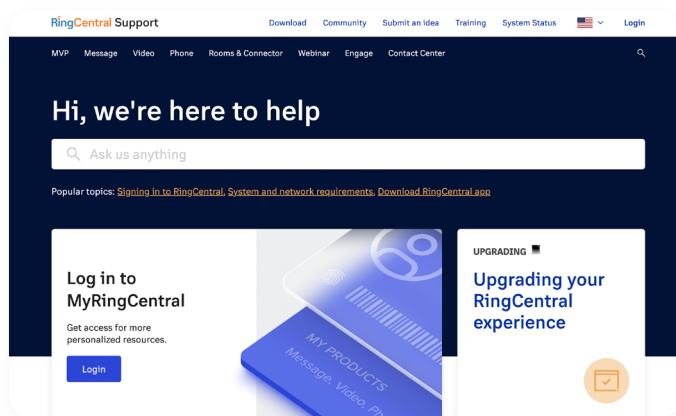 RingCentral Support
Download Community Submit an idea Training System Status Login
MVP Message Video Phone Rooms & Connector Webinar Engage Contact Center
Hi, we're here to help
Ask us anything
Popular topics: Signing in to RingCentral, System and network requirements, Download RingCentral app
Log in to
MyRingCentral
Get access for more
personalized resources.
Login
MY PRODUCTS
Message, Video, Ph
UPGRADING
Upgrading your
RingCentral
experience